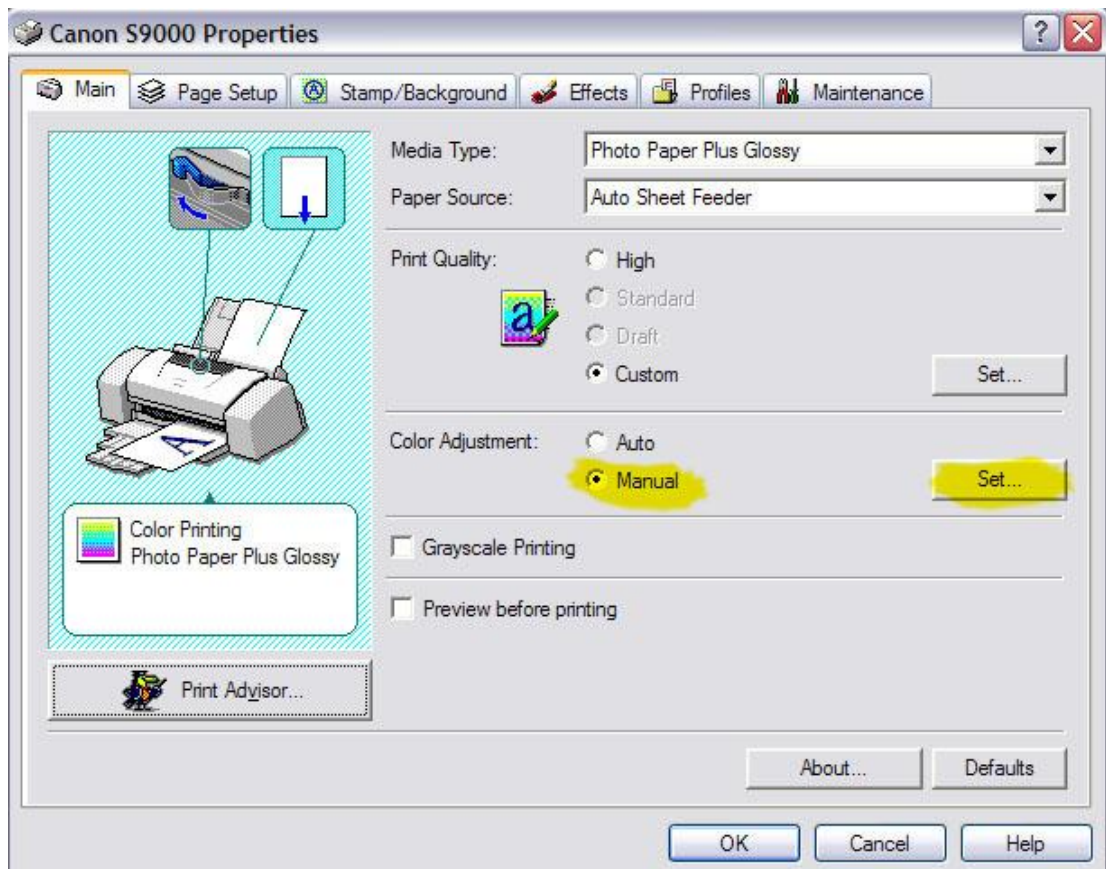 Canon S9000 Properties
Main Page Setup Stamp/Background Effects Profiles Maintenance
Media Type: Photo Paper Plus Glossy
Paper Source: Auto Sheet Feeder
Print Quality: High
Standard
Draft
a
Custom Set...
Color Adjustment: Auto
Manual Set...
A
Color Printing
Photo Paper Plus Glossy
Grayscale Printing
Preview before printing
Print Advisor...
About... Defaults
OK Cancel Help